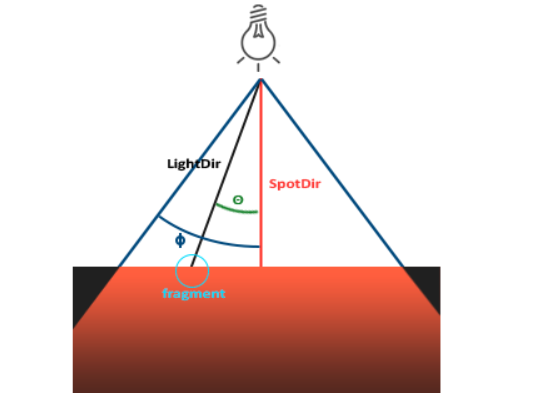 LightDir
SpotDir
Θ
ϕ
fragment